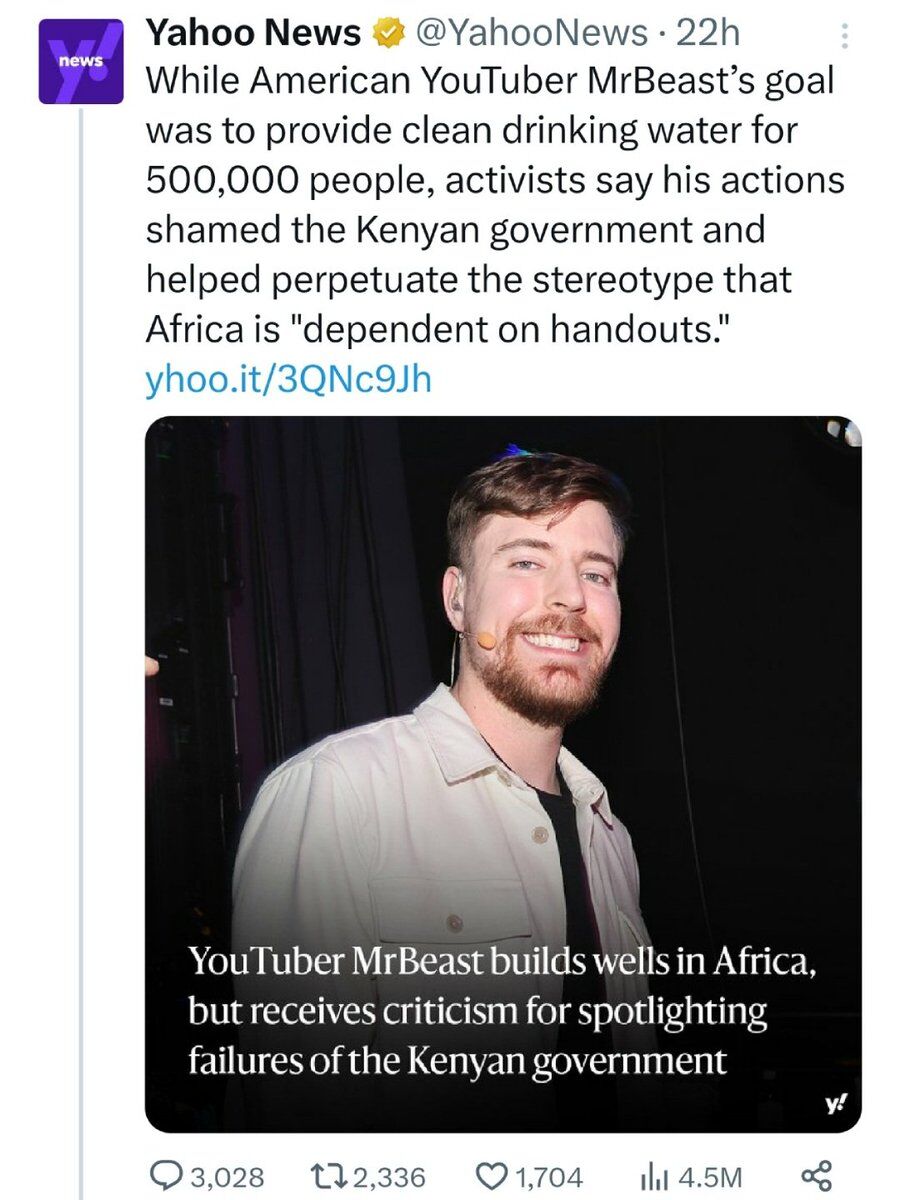 Yahoo News @YahooNews · 22h
news
While American YouTuber MrBeast’s goal
was to provide clean drinking water for
500,000 people, activists say his actions
shamed the Kenyan government and
helped perpetuate the stereotype that
Africa is "dependent on handouts."
yhoo.it/3QNc9Jh
YouTuber MrBeast builds wells in Africa,
but receives criticism for spotlighting
failures of the Kenyan government
y!
3,028 2,336 1,704 4.5M